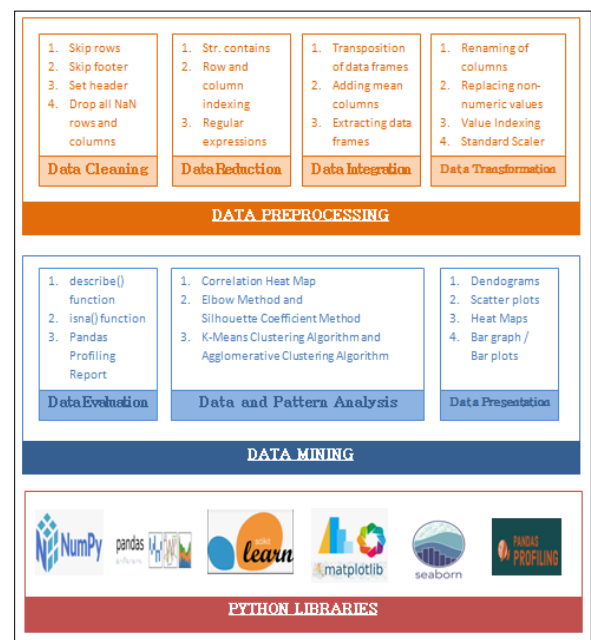 1. Skip rows
2. Skip footer
3. Set header
4. Drop all NaN
rows and
columns
Data Cleaning
1. Str. contains
2. Row and
column
indexing
3. Regular
expressions
Data Reduction
1. Transposition
of data frames
2. Adding mean
columns
3. Extracting data
frames
Data Integration
1. Renaming of
columns
2. Replacing non-
numeric values
3. Value Indexing
4. Standard Scaler
Data Transformation
DATA PREPROCESSING
1. describe()
function
2. isna() function
3. Pandas
Profiling
Report
Data Evaluation
1. Correlation Heat Map
2. Elbow Method and
Silhouette Coefficient Method
3. K-Means Clustering Algorithm and
Agglomerative Clustering Algorithm
Data and Pattern Analysis
1. Dendograms
2. Scatter plots
3. Heat Maps
4. Bar graph /
Bar plots
Data Presentation
DATA MINING
NumPy
pandas
learn
matplotlib
seaborn
PANDAS
PROFILING
PYTHON LIBRARIES